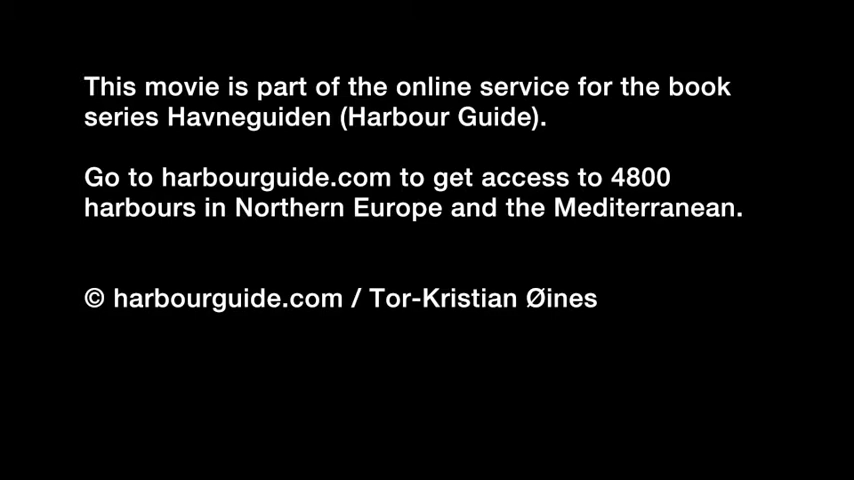 This movie is part of the online service for the book
series Havneguiden (Harbour Guide).
Go to harbourguide.com to get access to 4800
harbours in Northern Europe and the Mediterranean.
© harbourguide.com / Tor-Kristian Øines